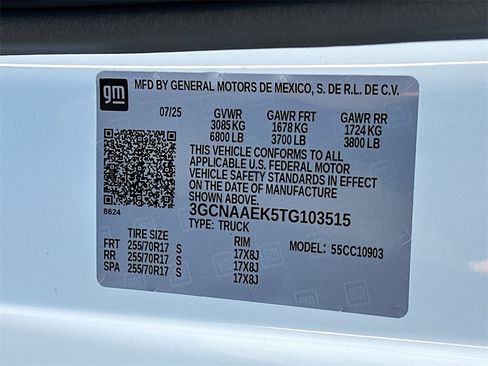 gm
MFD BY GENERAL MOTORS DE MEXICO, S. DE R.L. DE C.V.
07/25 GVWR GAWR FRT GAWR RR
3085 KG 1678 KG 1724 KG
6800 LB 3700 LB 3800 LB
THIS VEHICLE CONFORMS TO ALL
APPLICABLE U.S. FEDERAL MOTOR
VEHICLE SAFETY STANDARDS IN EFFECT
ON THE DATE OF MANUFACTURE
SHOWN ABOVE.
8624 3GCNAAEK5TG103515
TYPE: TRUCK
TIRE SIZE RIM MODEL: 55CC10903
FRT 255/70R17 S 17X8J
RR 255/70R17 S 17X8J
SPA 255/70R17 S 17X8J